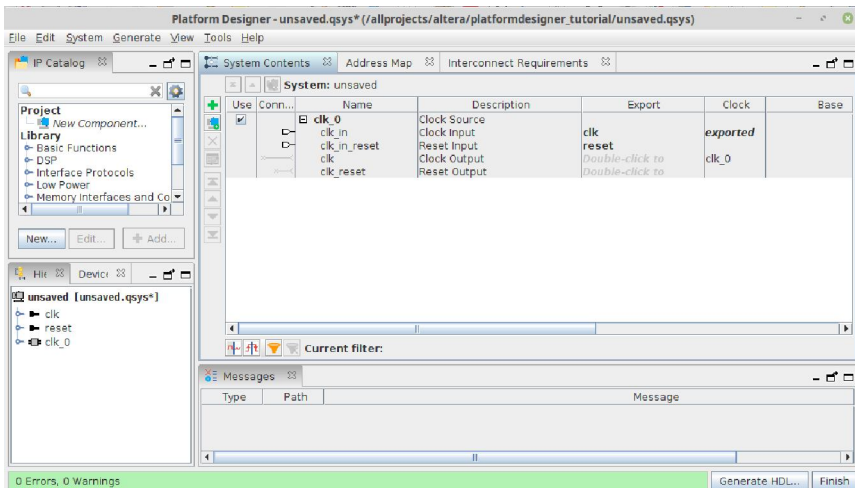 Platform Designer - unsaved.qsys* (/allprojects/altera/platformdesigner_tutorial/unsaved.qsys)
File Edit System Generate View Tools Help
IP Catalog
Project
New Component...
Library
Basic Functions
DSP
Interface Protocols
Low Power
Memory Interfaces and Co
New... Edit... Add...
System Contents Address Map Interconnect Requirements
System: unsaved
Use Conn... Name Description Export Clock Base
clk_0 Clock Source
clk_in Clock Input clk exported
clk_in_reset Reset Input reset
clk Clock Output Double-click to clk_0
clk_reset Reset Output Double-click to
Current filter:
Hie Device
unsaved [unsaved.qsys*]
clk
reset
clk_0
Messages
Type Path Message
0 Errors, 0 Warnings
Generate HDL... Finish